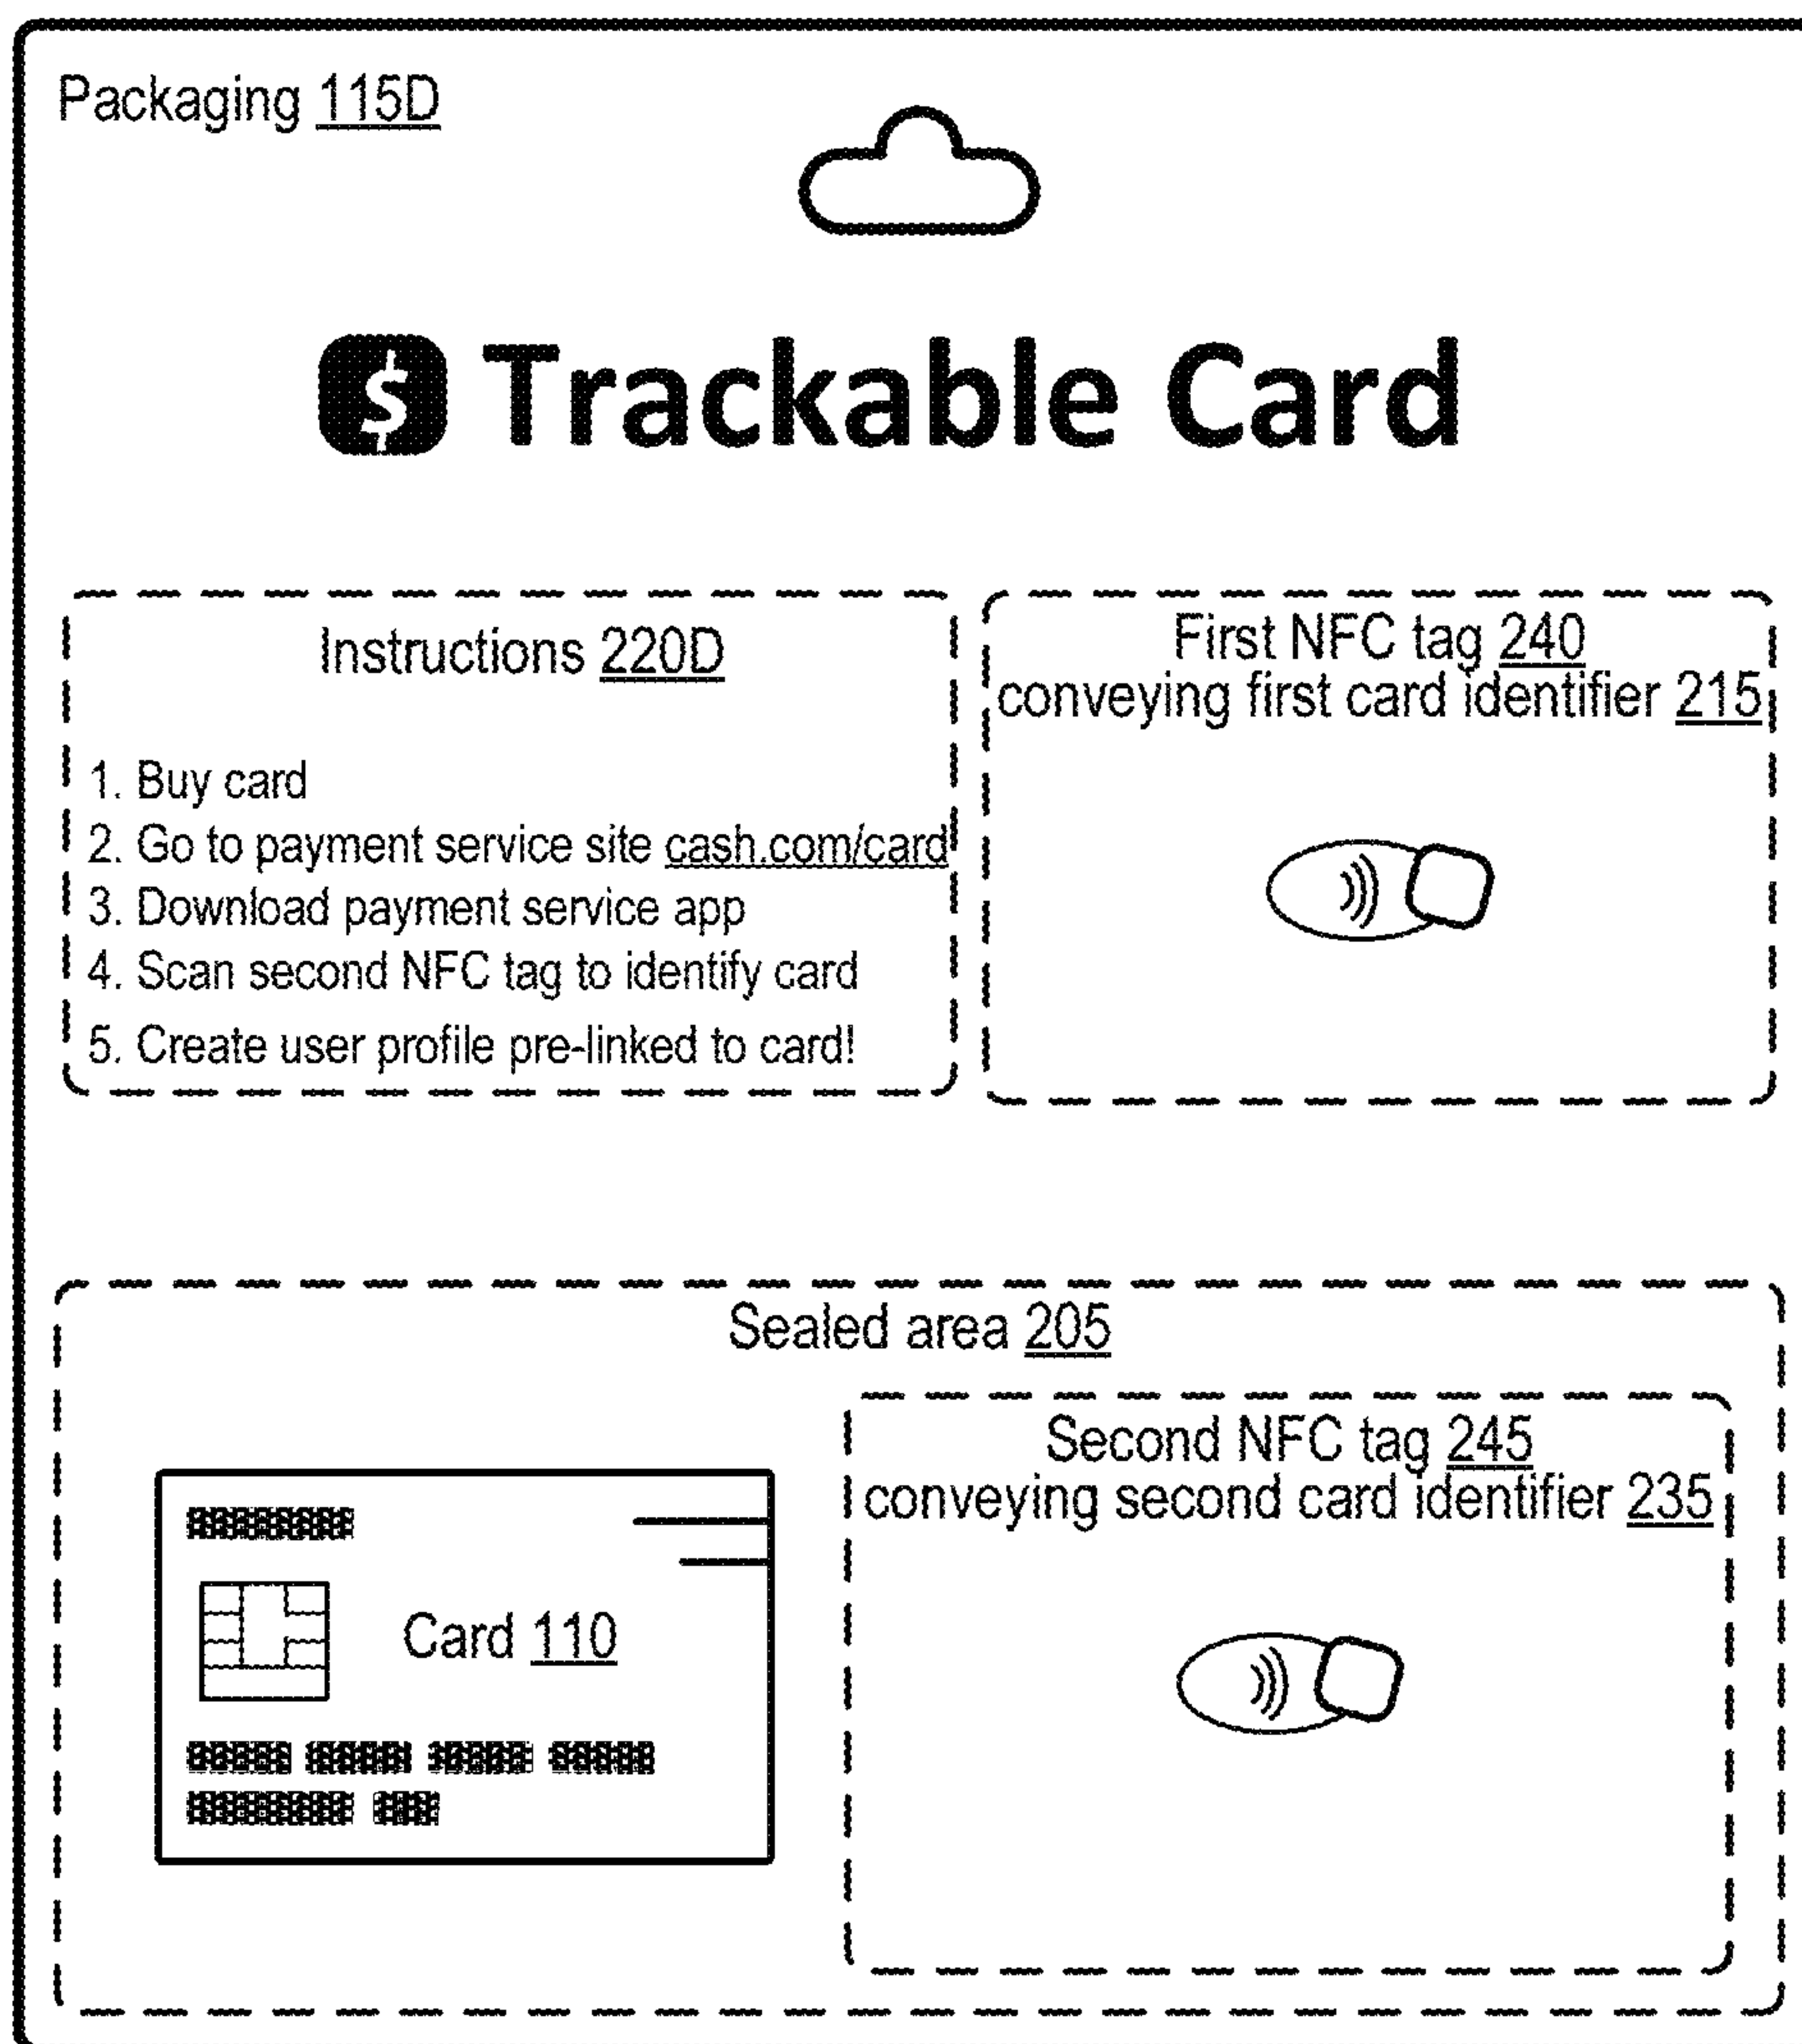 Packaging 115D
$ Trackable Card
Instructions 220D
1. Buy card
2. Go to payment service site cash.com/card
3. Download payment service app
4. Scan second NFC tag to identify card
5. Create user profile pre-linked to card!
First NFC tag 240
conveying first card identifier 215
Sealed area 205
Card 110
Second NFC tag 245
conveying second card identifier 235